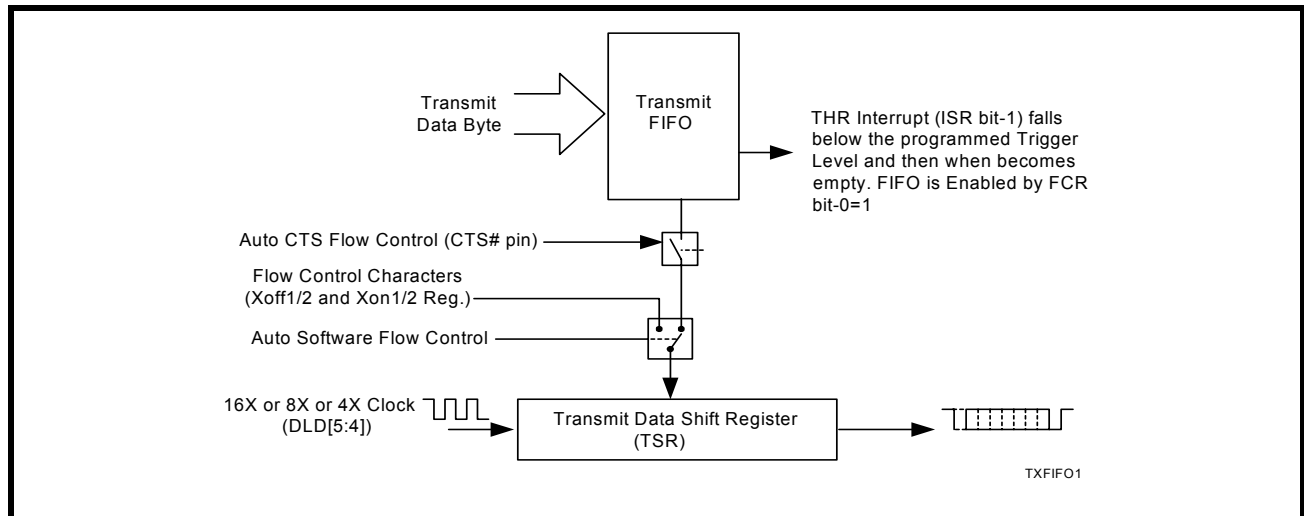 Transmit
Data Byte
Transmit
FIFO
THR Interrupt (ISR bit-1) falls
below the programmed Trigger
Level and then when becomes
empty. FIFO is Enabled by FCR
bit-0=1
Auto CTS Flow Control (CTS# pin)
Flow Control Characters
(Xoff1/2 and Xon1/2 Reg.)
Auto Software Flow Control
16X or 8X or 4X Clock
(DLD[5:4])
Transmit Data Shift Register
(TSR)
TXFIFO1